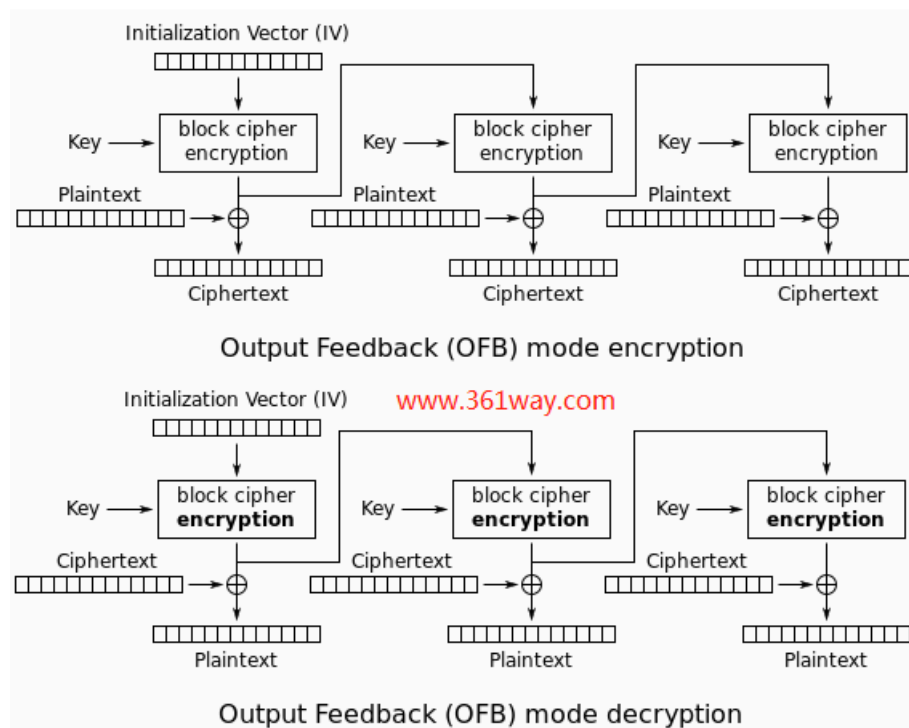 Initialization Vector (IV)
Key
block cipher
encryption
Key
block cipher
encryption
Key
block cipher
encryption
Plaintext
Plaintext
Plaintext
Ciphertext
Ciphertext
Ciphertext
Output Feedback (OFB) mode encryption
Initialization Vector (IV)
www.361way.com
Key
block cipher
encryption
Key
block cipher
encryption
Key
block cipher
encryption
Ciphertext
Ciphertext
Ciphertext
Plaintext
Plaintext
Plaintext
Output Feedback (OFB) mode decryption